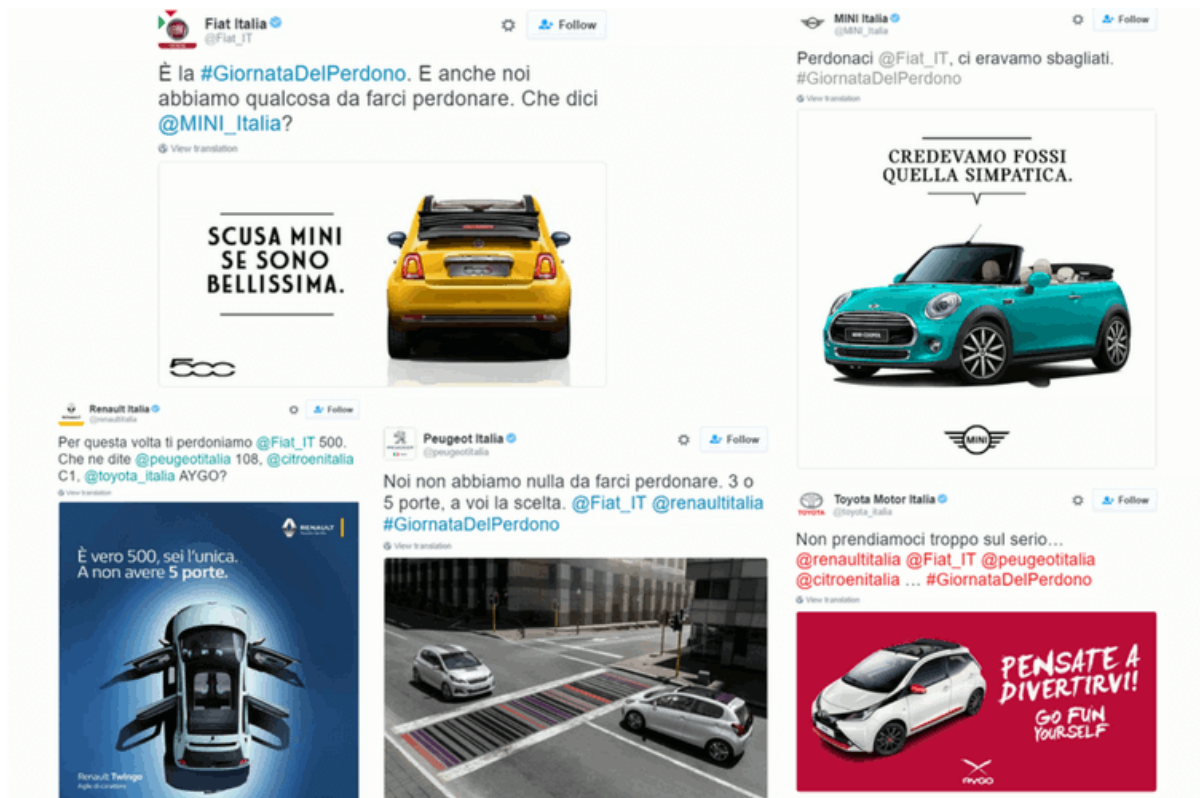 Fiat Italia
@Fiat_IT
Follow
È la #GiornataDelPerdono. E anche noi
abbiamo qualcosa da farci perdonare. Che dici
@MINI_Italia?
View translation
SCUSA MINI
SE SONO
BELLISSIMA.
500
MINI Italia
@MINI_Italia
Follow
Perdonaci @Fiat_IT, ci eravamo sbagliati.
#GiornataDelPerdono
View translation
CREDEVAMO FOSSI
QUELLA SIMPATICA.
MINI COOPER
MINI
Renault Italia
@renaultitalia
Follow
Per questa volta ti perdoniamo @Fiat_IT 500.
Che ne dite @peugeotitalia 108, @citroenitalia
C1, @toyota_italia AYGO?
View translation
RENAULT
È vero 500, sei l'unica.
A non avere 5 porte.
Renault Twingo
Peugeot Italia
@peugeotitalia
Follow
Noi non abbiamo nulla da farci perdonare. 3 o
5 porte, a voi la scelta. @Fiat_IT @renaultitalia
#GiornataDelPerdono
View translation
TOYOTA
Toyota Motor Italia
@toyota_italia
Follow
Non prendiamoci troppo sul serio…
@renaultitalia @Fiat_IT @peugeotitalia
@citroenitalia … #GiornataDelPerdono
View translation
PENSATE A
DIVERTIRVI!
GO FUN
YOURSELF
AYGO